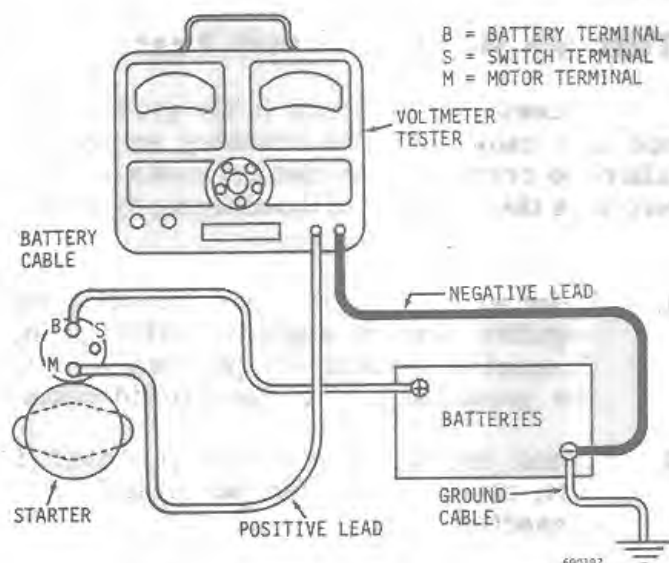 B = BATTERY TERMINAL
S = SWITCH TERMINAL
M = MOTOR TERMINAL
VOLTMETER
TESTER
BATTERY
CABLE
NEGATIVE LEAD
B
S
M
+
BATTERIES
−
STARTER
POSITIVE LEAD
GROUND
CABLE